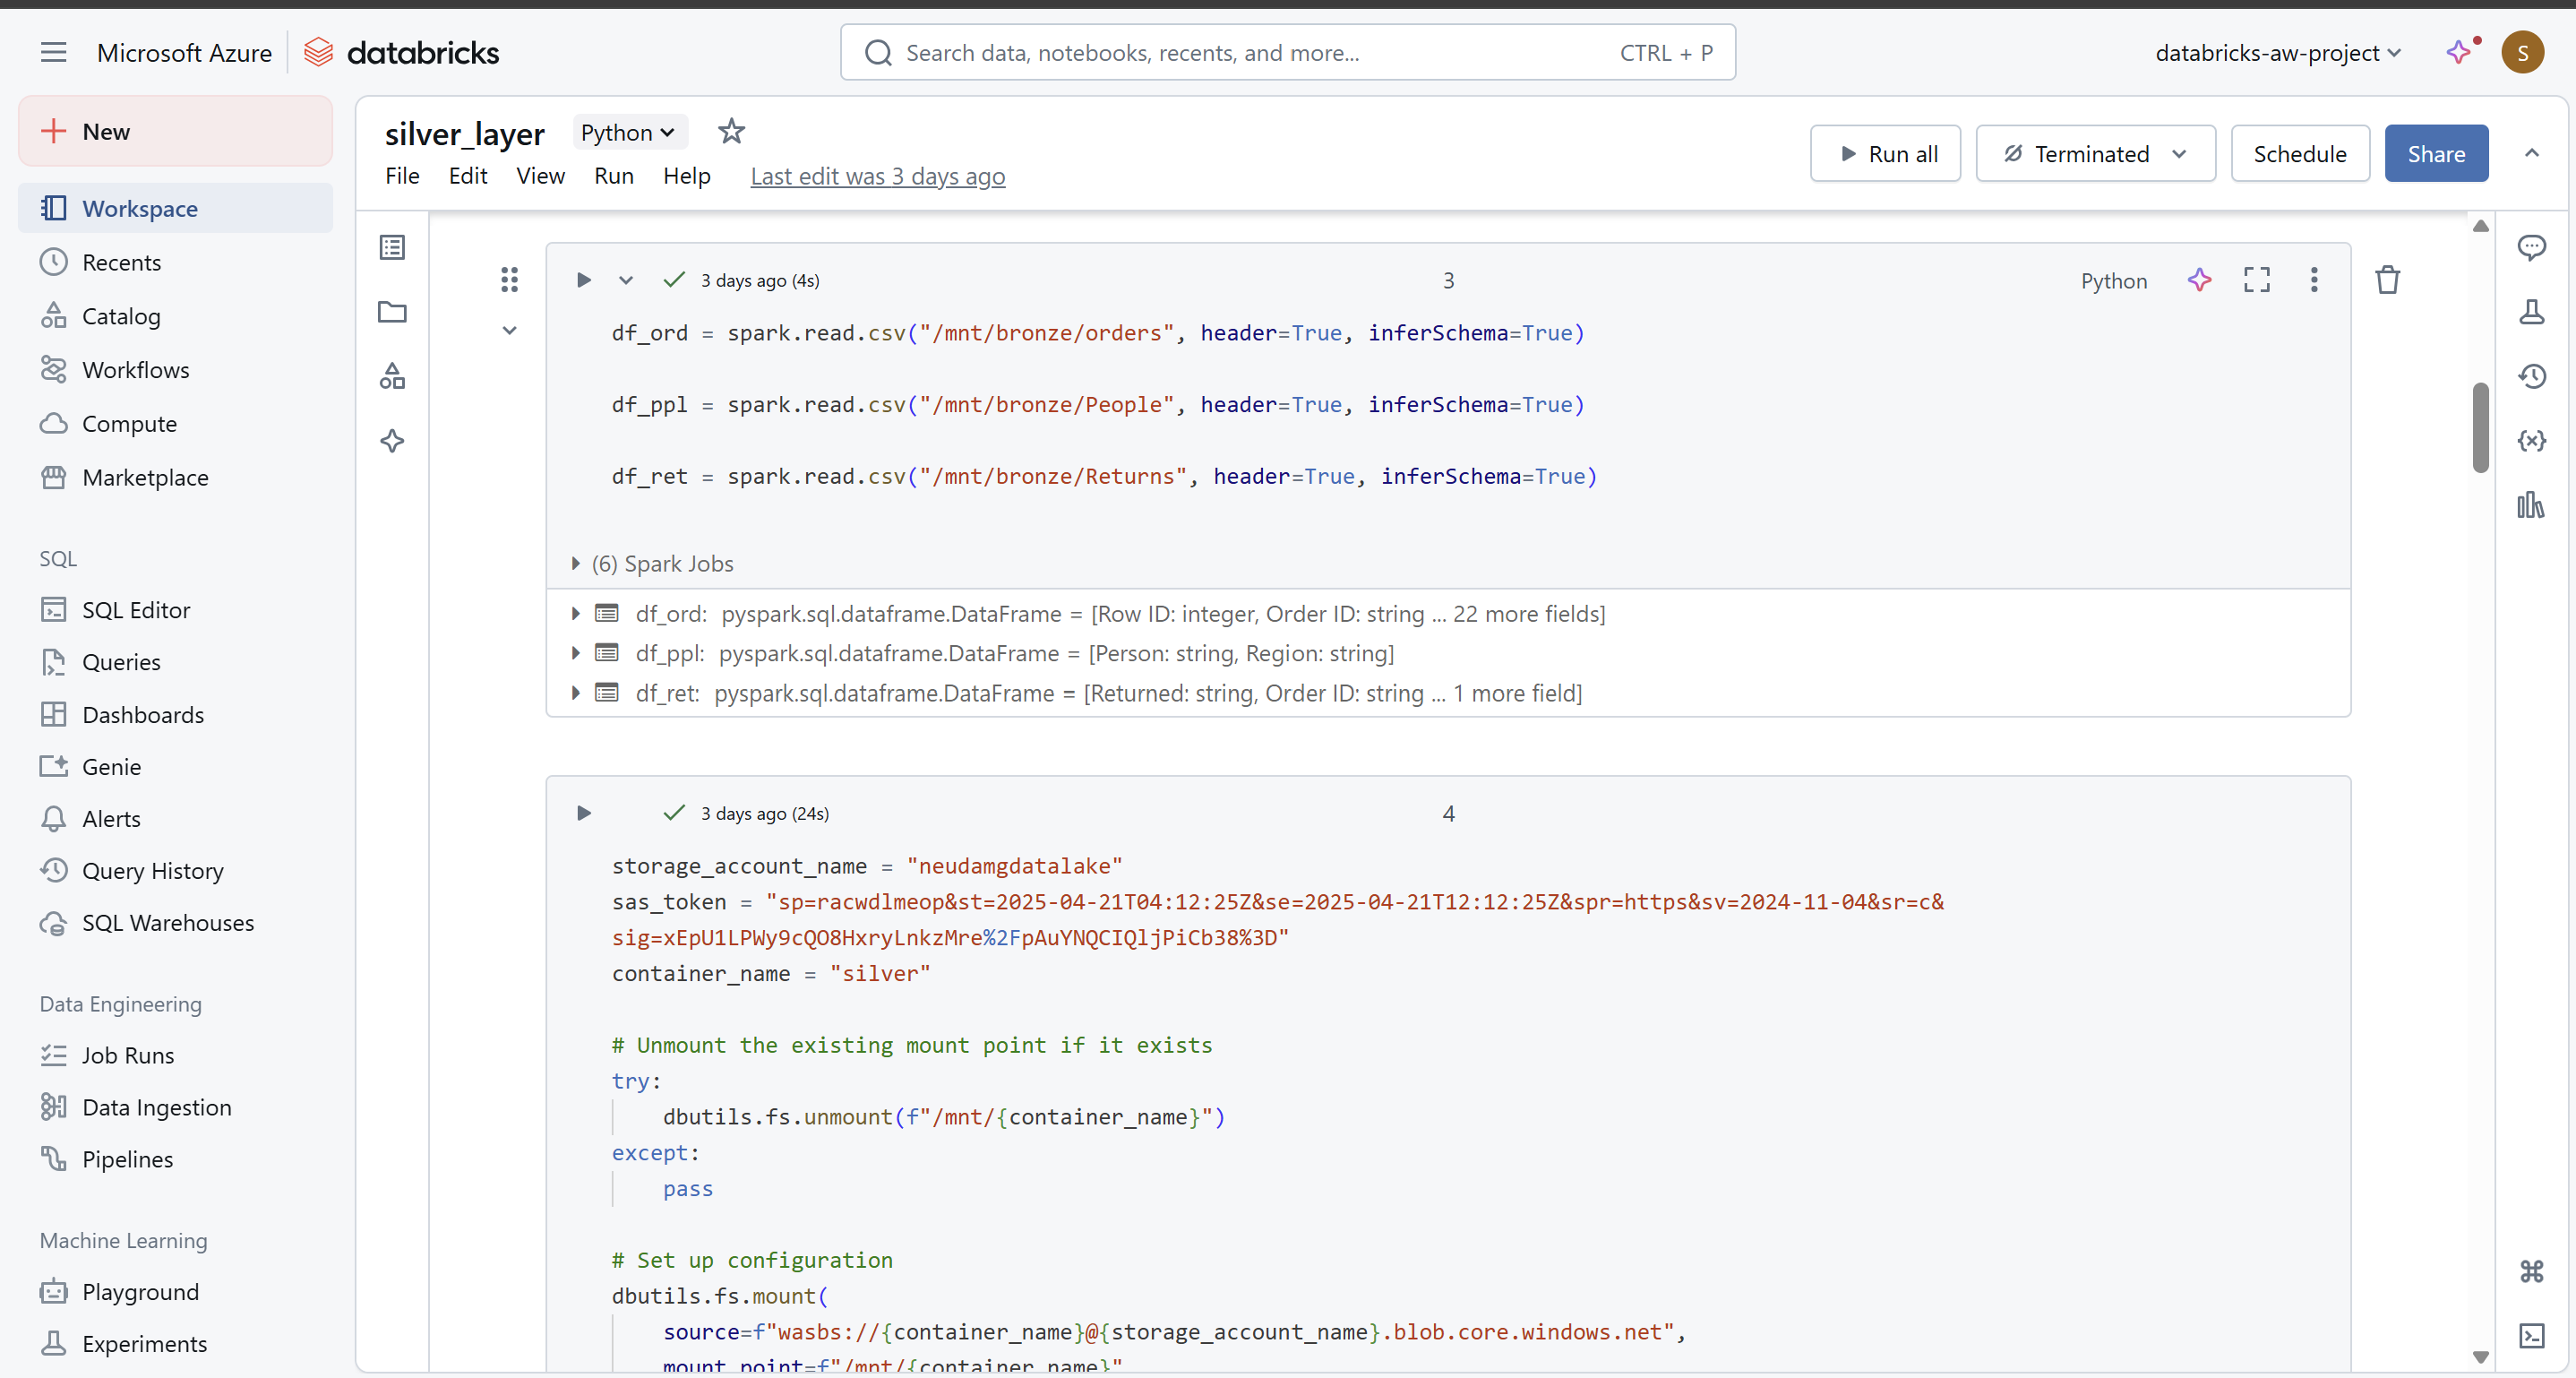 Microsoft Azure
databricks
Search data, notebooks, recents, and more...
CTRL + P
databricks-aw-project
S
New
Workspace
Recents
Catalog
Workflows
Compute
Marketplace
SQL
SQL Editor
Queries
Dashboards
Genie
Alerts
Query History
SQL Warehouses
Data Engineering
Job Runs
Data Ingestion
Pipelines
Machine Learning
Playground
Experiments
silver_layer
Python
File Edit View Run Help Last edit was 3 days ago
Run all
Terminated
Schedule
Share
3 days ago (4s)
3
Python
df_ord = spark.read.csv("/mnt/bronze/orders", header=True, inferSchema=True)
df_ppl = spark.read.csv("/mnt/bronze/People", header=True, inferSchema=True)
df_ret = spark.read.csv("/mnt/bronze/Returns", header=True, inferSchema=True)
(6) Spark Jobs
df_ord: pyspark.sql.dataframe.DataFrame = [Row ID: integer, Order ID: string ... 22 more fields]
df_ppl: pyspark.sql.dataframe.DataFrame = [Person: string, Region: string]
df_ret: pyspark.sql.dataframe.DataFrame = [Returned: string, Order ID: string ... 1 more field]
3 days ago (24s)
4
storage_account_name = "neudamgdatalake"
sas_token = "sp=racwdlmeop&st=2025-04-21T04:12:25Z&se=2025-04-21T12:12:25Z&spr=https&sv=2024-11-04&sr=c&
sig=xEpU1LPWy9cQO8HxryLnkzMre%2FpAuYNQCIQljPiCb38%3D"
container_name = "silver"
# Unmount the existing mount point if it exists
try:
dbutils.fs.unmount(f"/mnt/{container_name}")
except:
pass
# Set up configuration
dbutils.fs.mount(
source=f"wasbs://{container_name}@{storage_account_name}.blob.core.windows.net",
mount_point=f"/mnt/{container_name}"